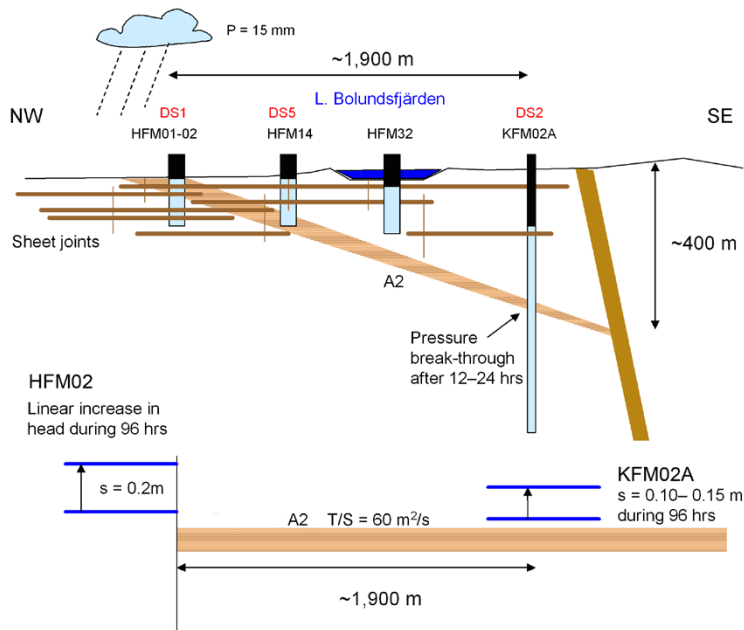 P = 15 mm
~1,900 m
L. Bolundsfjärden
NW
DS1
DS5
DS2
SE
HFM01-02
HFM14
HFM32
KFM02A
Sheet joints
~400 m
A2
Pressure
break-through
after 12–24 hrs
HFM02
Linear increase in
head during 96 hrs
s = 0.2m
KFM02A
s = 0.10– 0.15 m
during 96 hrs
A2 T/S = 60 m²/s
~1,900 m